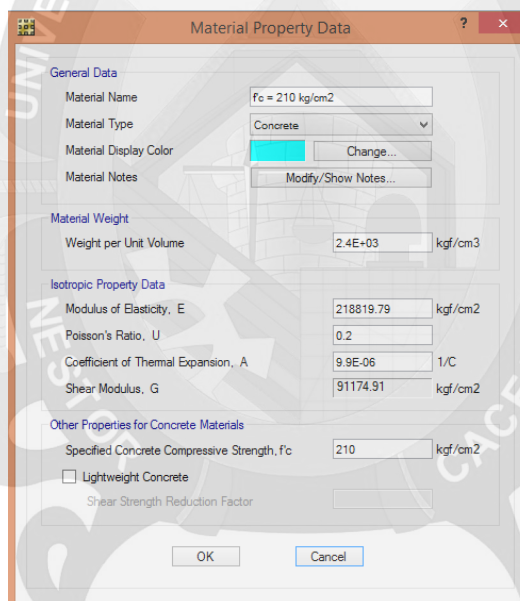 Material Property Data
? ×
General Data
Material Name f'c = 210 kg/cm2
Material Type Concrete
Material Display Color Change...
Material Notes Modify/Show Notes...
Material Weight
Weight per Unit Volume 2.4E+03 kgf/cm3
Isotropic Property Data
Modulus of Elasticity, E 218819.79 kgf/cm2
Poisson's Ratio, U 0.2
Coefficient of Thermal Expansion, A 9.9E-06 1/C
Shear Modulus, G 91174.91 kgf/cm2
Other Properties for Concrete Materials
Specified Concrete Compressive Strength, f'c 210 kgf/cm2
Lightweight Concrete
Shear Strength Reduction Factor
OK Cancel
UNIVE
NESTOR
CACE